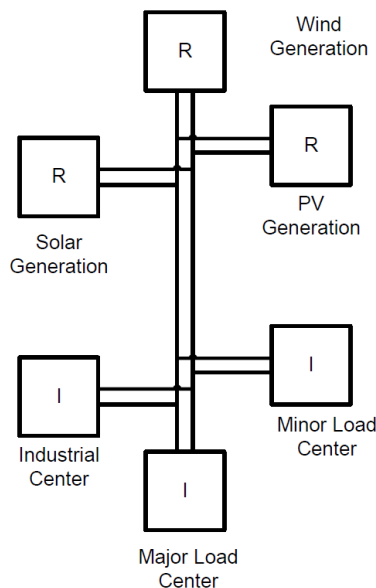 R
Wind
Generation
R
PV
Generation
R
Solar
Generation
I
Minor Load
Center
I
Industrial
Center
I
Major Load
Center